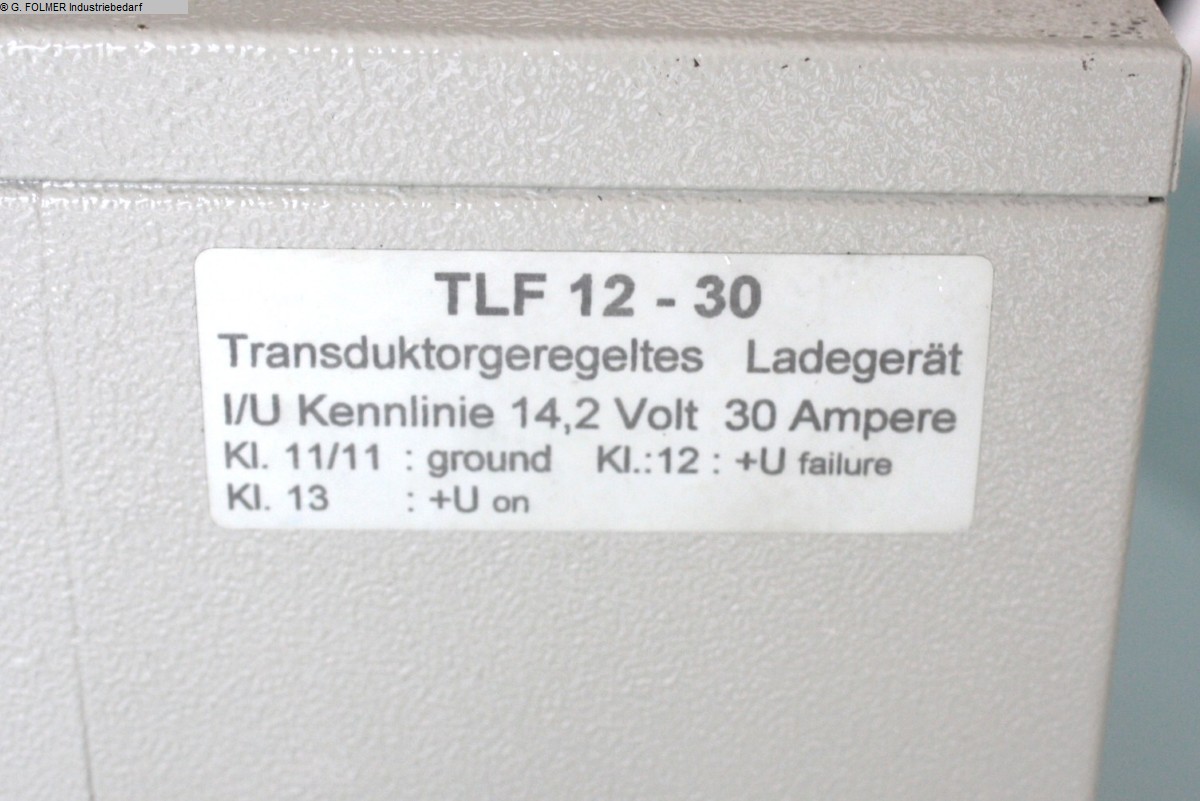 © G. FOLMER Industriebedarf
TLF 12 - 30
Transduktorgeregeltes Ladegerät
I/U Kennlinie 14,2 Volt 30 Ampere
Kl. 11/11 : ground Kl.:12 : +U failure
Kl. 13 : +U on